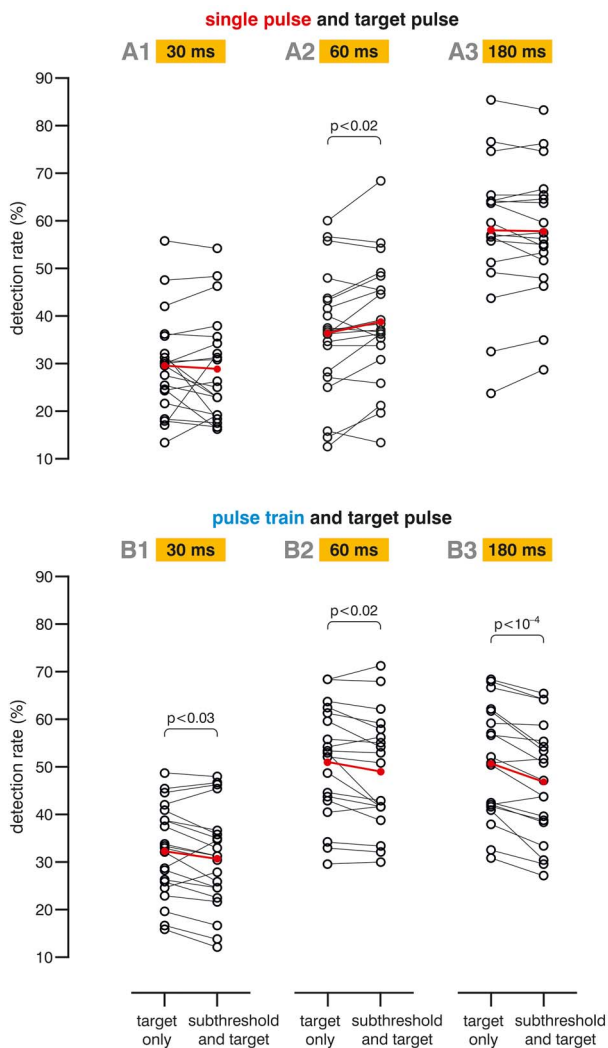 single pulse and target pulse
A1 30 ms A2 60 ms A3 180 ms
90
80
70
60
50
40
30
20
10
detection rate (%)
p<0.02
pulse train and target pulse
B1 30 ms B2 60 ms B3 180 ms
90
80
70
60
50
40
30
20
10
detection rate (%)
p<0.03
p<0.02
p<10⁻⁴
target only
subthreshold and target
target only
subthreshold and target
target only
subthreshold and target